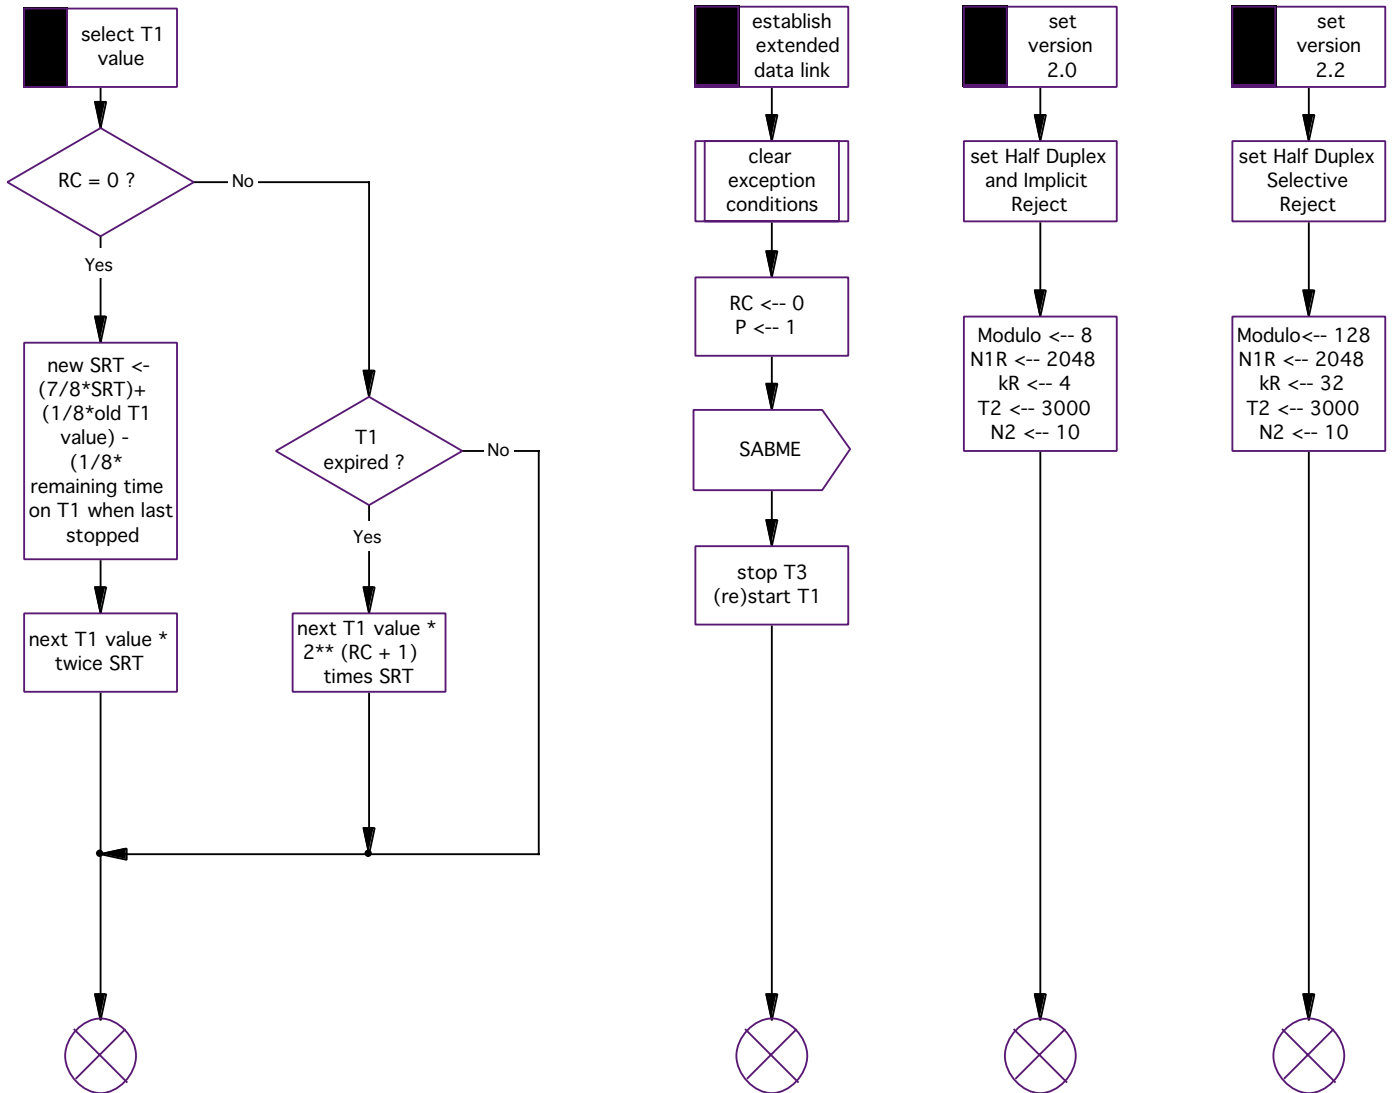 select T1
value
RC = 0 ?
No
Yes
new SRT <-
(7/8*SRT)+
(1/8*old T1
value) -
(1/8*
remaining time
on T1 when last
stopped
next T1 value *
twice SRT
T1
expired ?
No
Yes
next T1 value *
2** (RC + 1)
times SRT
establish
extended
data link
clear
exception
conditions
RC <-- 0
P <-- 1
SABME
stop T3
(re)start T1
set
version
2.0
set Half Duplex
and Implicit
Reject
Modulo <-- 8
N1R <-- 2048
kR <-- 4
T2 <-- 3000
N2 <-- 10
set
version
2.2
set Half Duplex
Selective
Reject
Modulo<-- 128
N1R <-- 2048
kR <-- 32
T2 <-- 3000
N2 <-- 10